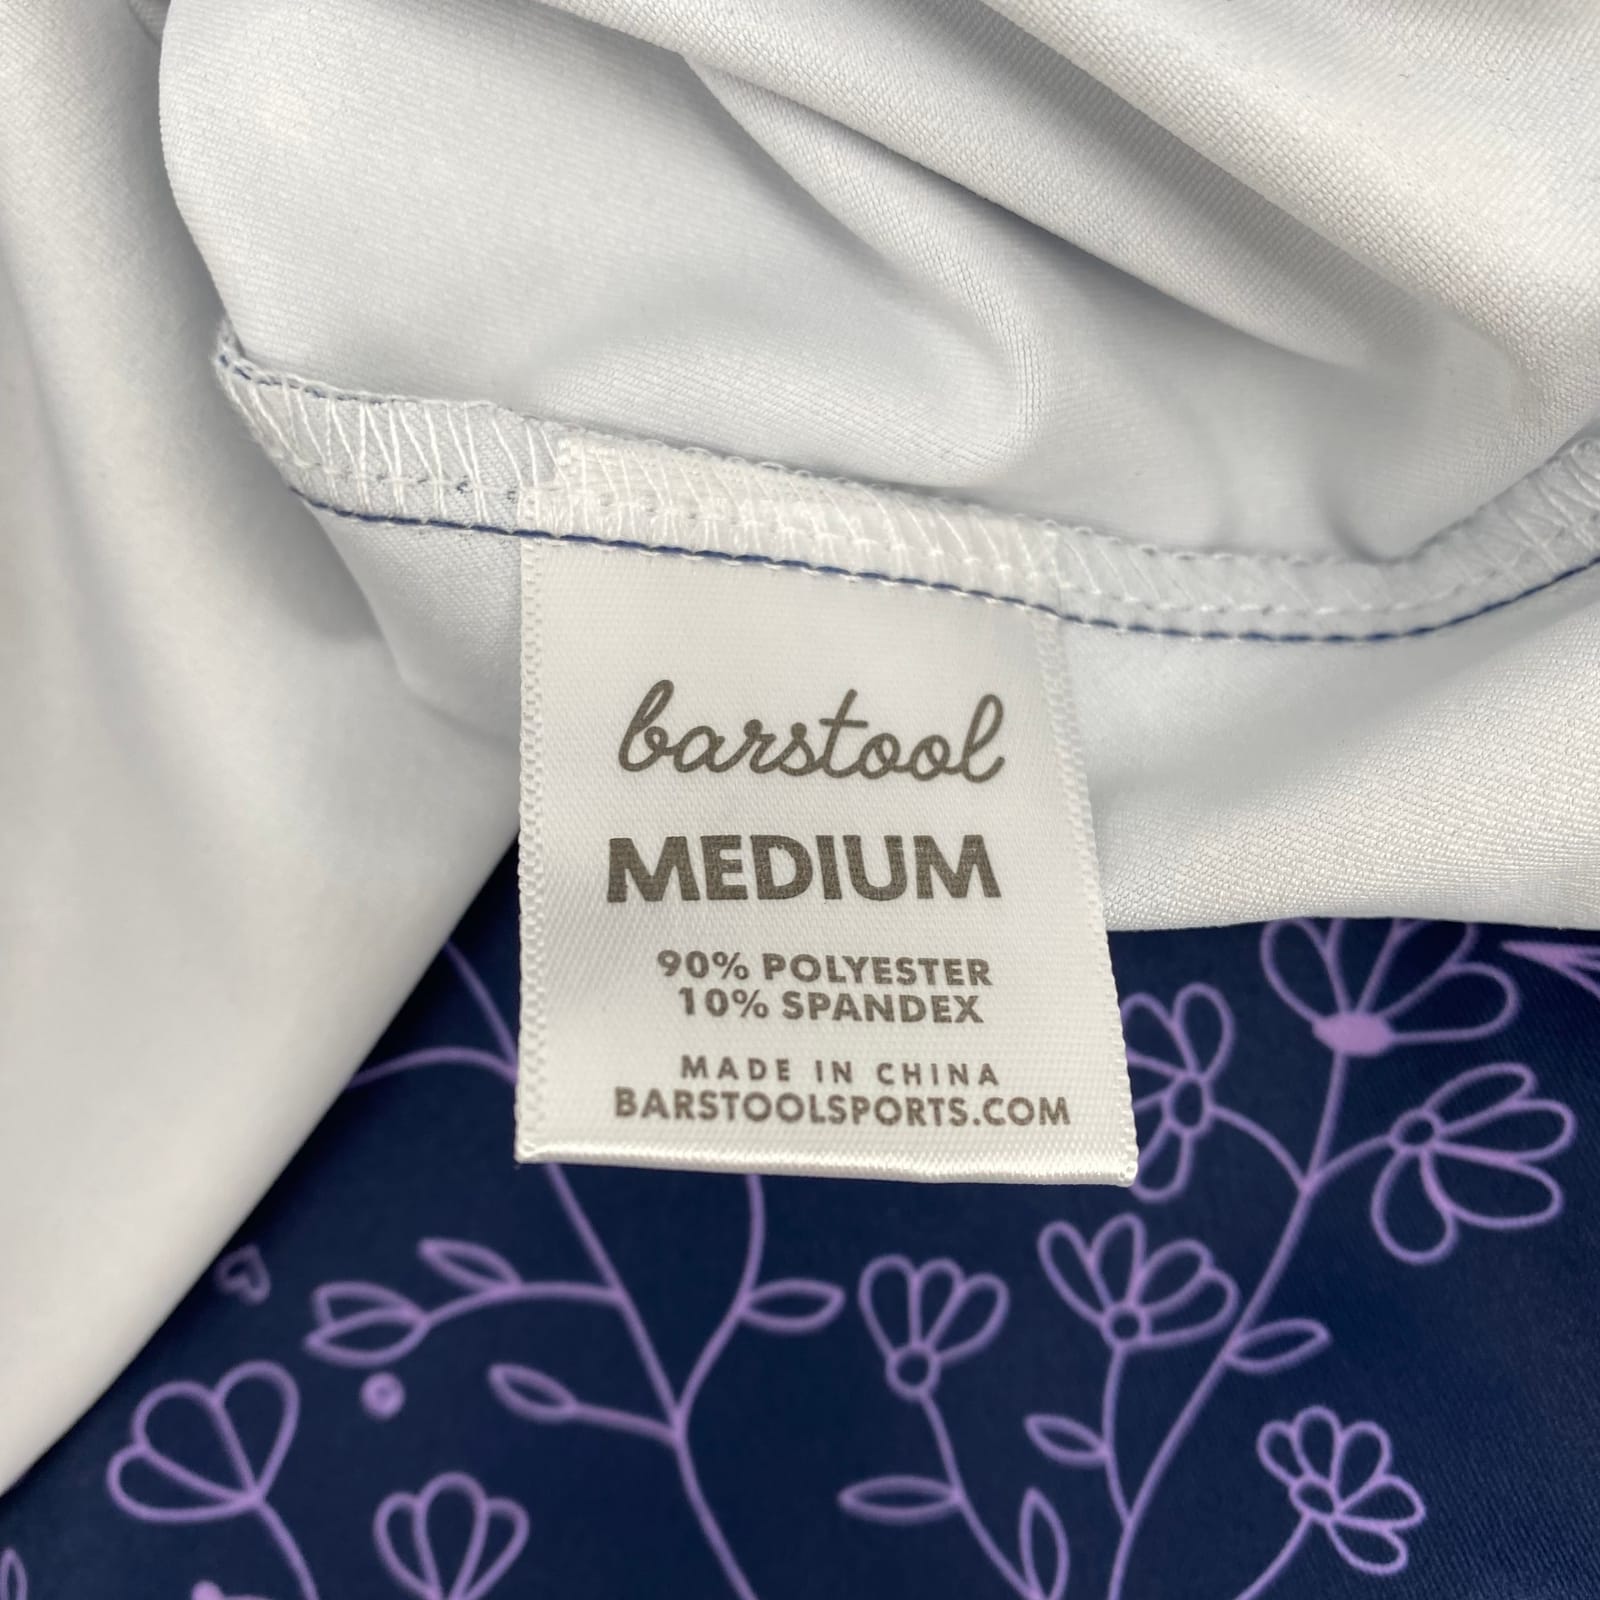 barstool
MEDIUM
90% POLYESTER
10% SPANDEX
MADE IN CHINA
BARSTOOLSPORTS.COM